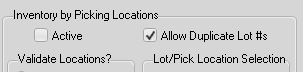 Inventory by Picking Locations
Active Allow Duplicate Lot #s
Validate Locations? Lot/Pick Location Selection